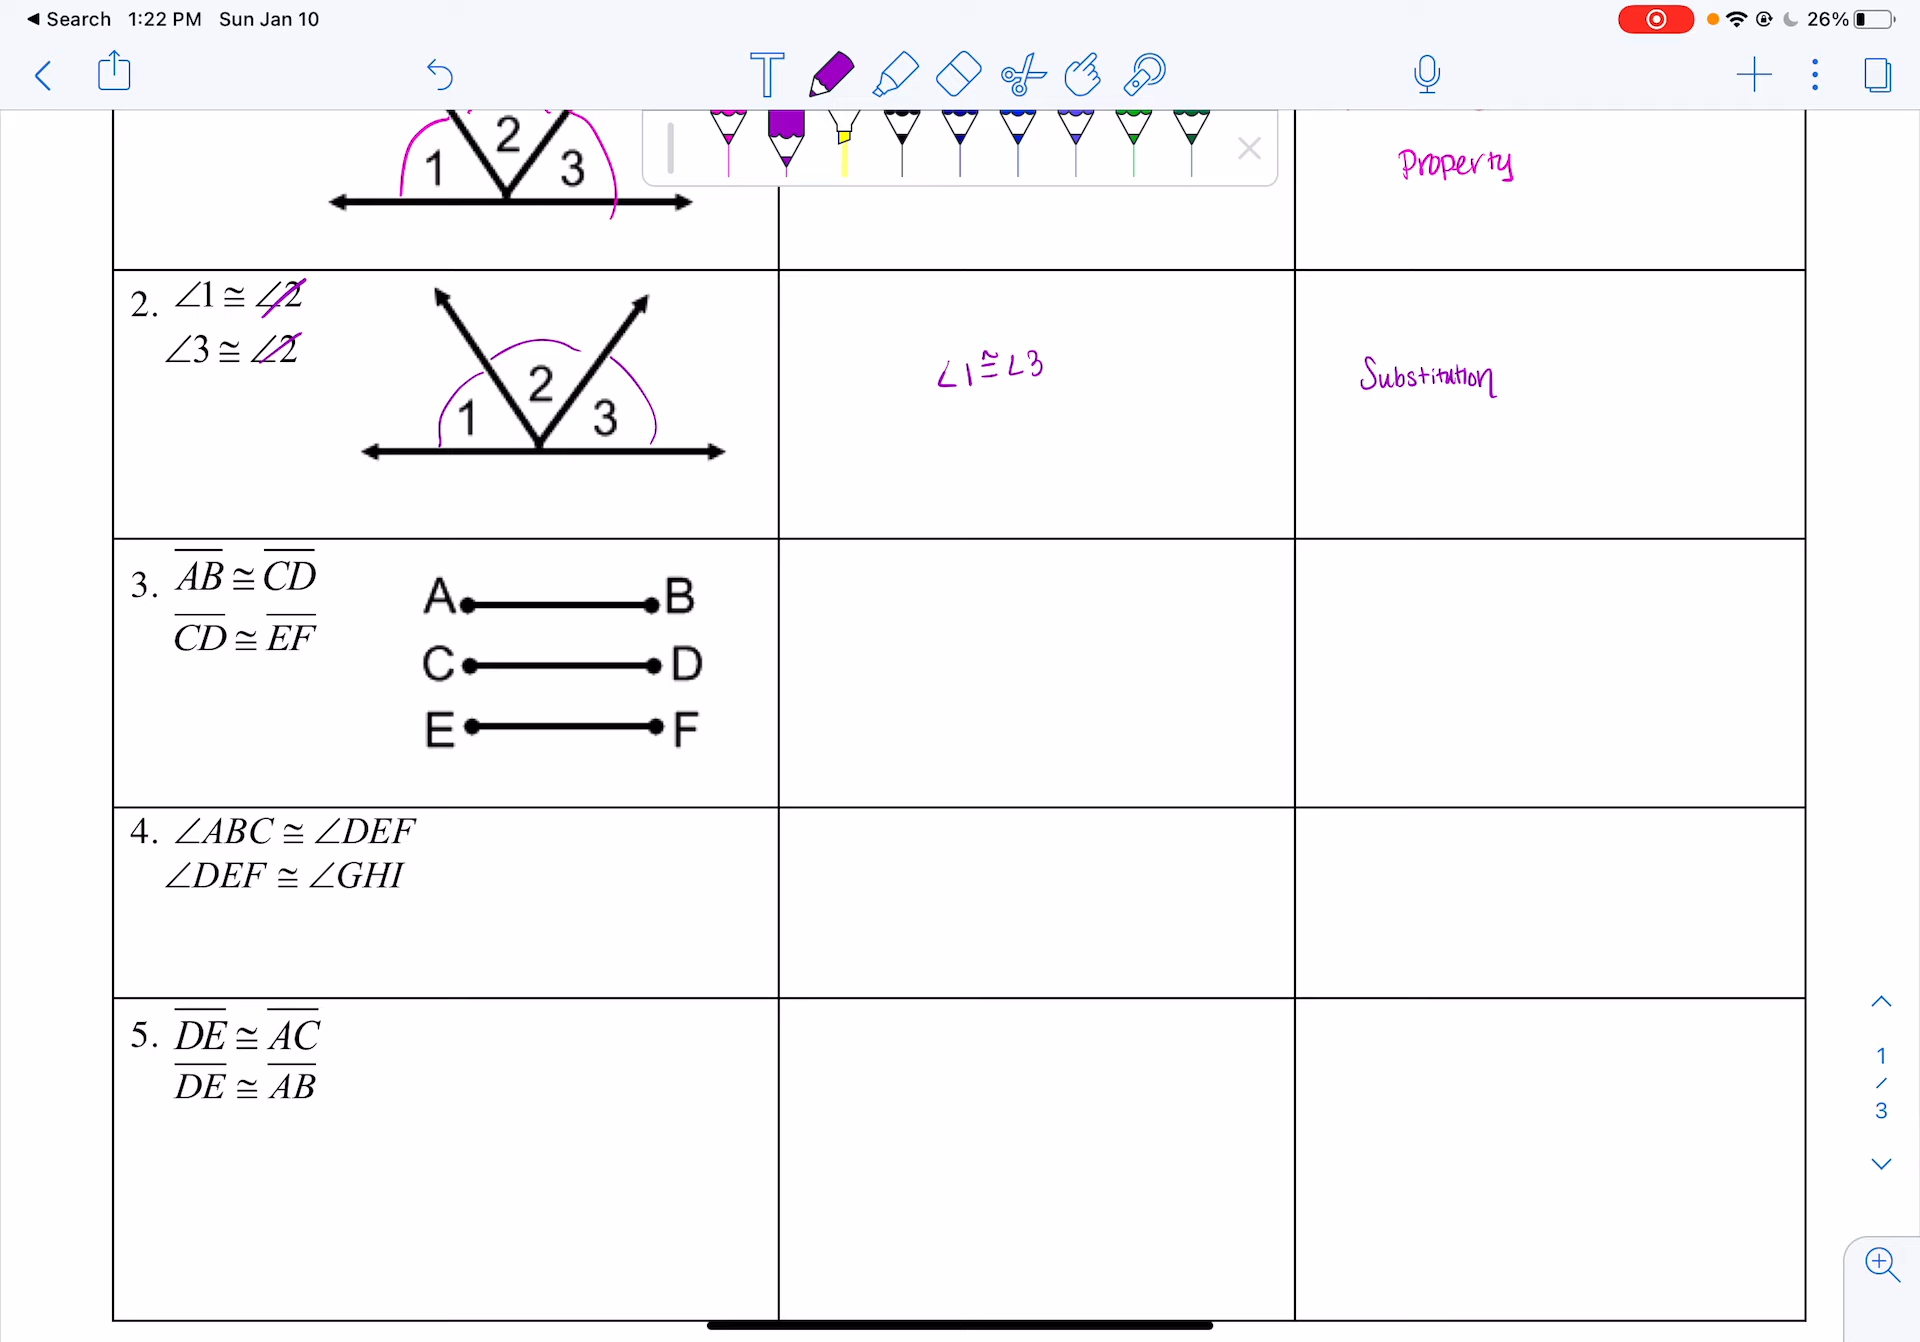 ◀ Search 1:22 PM Sun Jan 10
26%
1 2 3
Property
2. ∠1 ≅ ∠2
∠3 ≅ ∠2
1 2 3
∠1 ≅ ∠3
Substitution
3. AB ≅ CD
CD ≅ EF
A B
C D
E F
4. ∠ABC ≅ ∠DEF
∠DEF ≅ ∠GHI
5. DE ≅ AC
DE ≅ AB
1
/
3